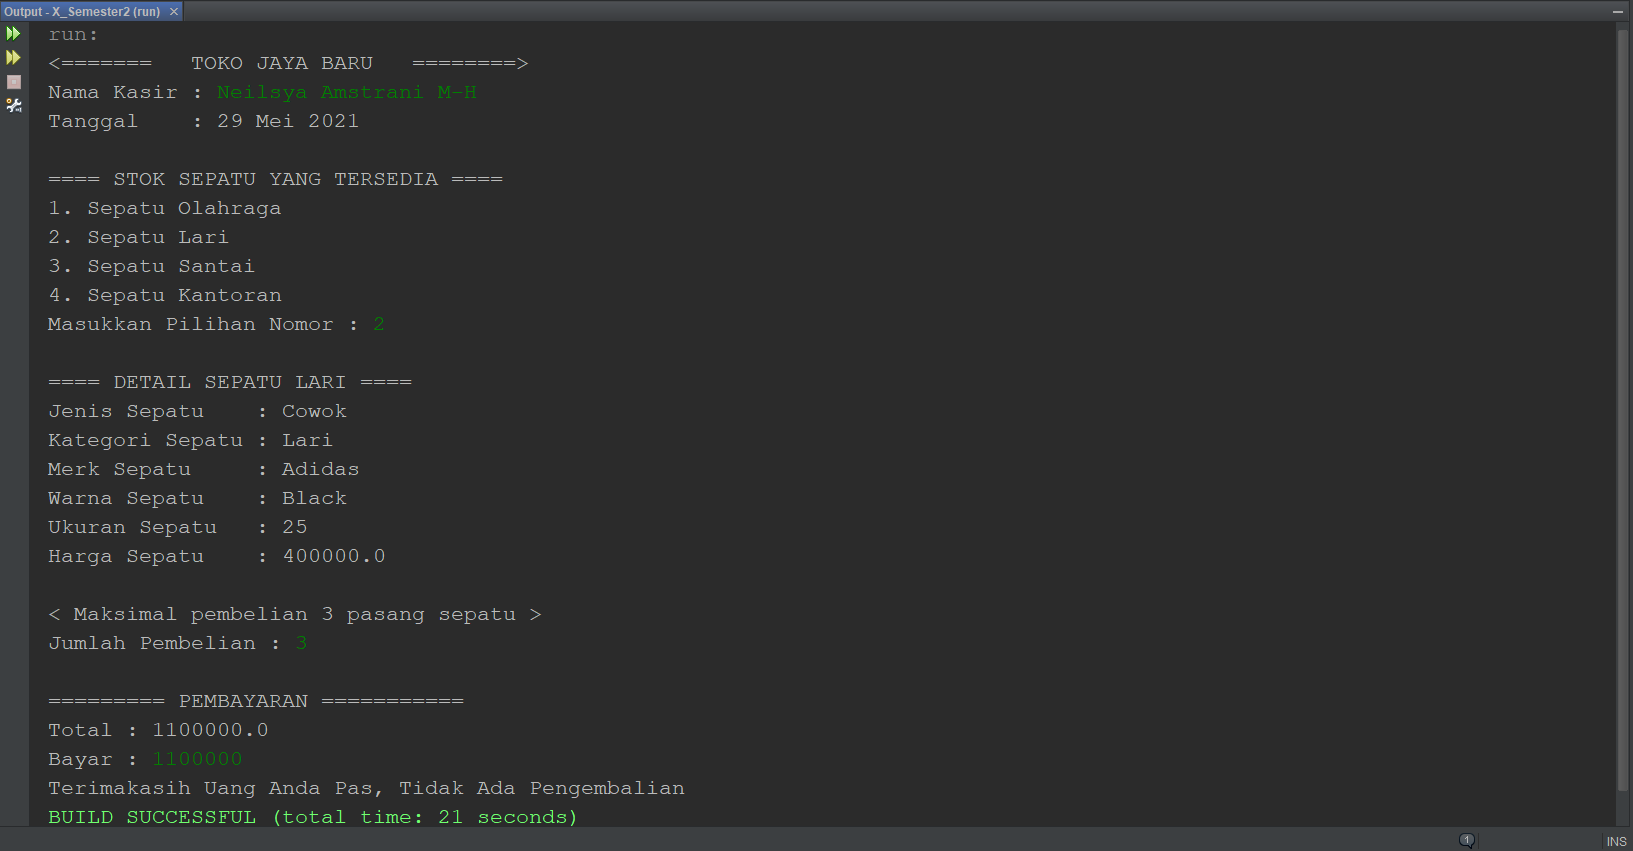 Output - X_Semester2 (run) ×
run:
<=======   TOKO JAYA BARU   ========>
Nama Kasir : Neilsya Amstrani M-H
Tanggal    : 29 Mei 2021
==== STOK SEPATU YANG TERSEDIA ====
1. Sepatu Olahraga
2. Sepatu Lari
3. Sepatu Santai
4. Sepatu Kantoran
Masukkan Pilihan Nomor : 2
==== DETAIL SEPATU LARI ====
Jenis Sepatu    : Cowok
Kategori Sepatu : Lari
Merk Sepatu     : Adidas
Warna Sepatu    : Black
Ukuran Sepatu   : 25
Harga Sepatu    : 400000.0
< Maksimal pembelian 3 pasang sepatu >
Jumlah Pembelian : 3
========= PEMBAYARAN ===========
Total : 1100000.0
Bayar : 1100000
Terimakasih Uang Anda Pas, Tidak Ada Pengembalian
BUILD SUCCESSFUL (total time: 21 seconds)
1
INS